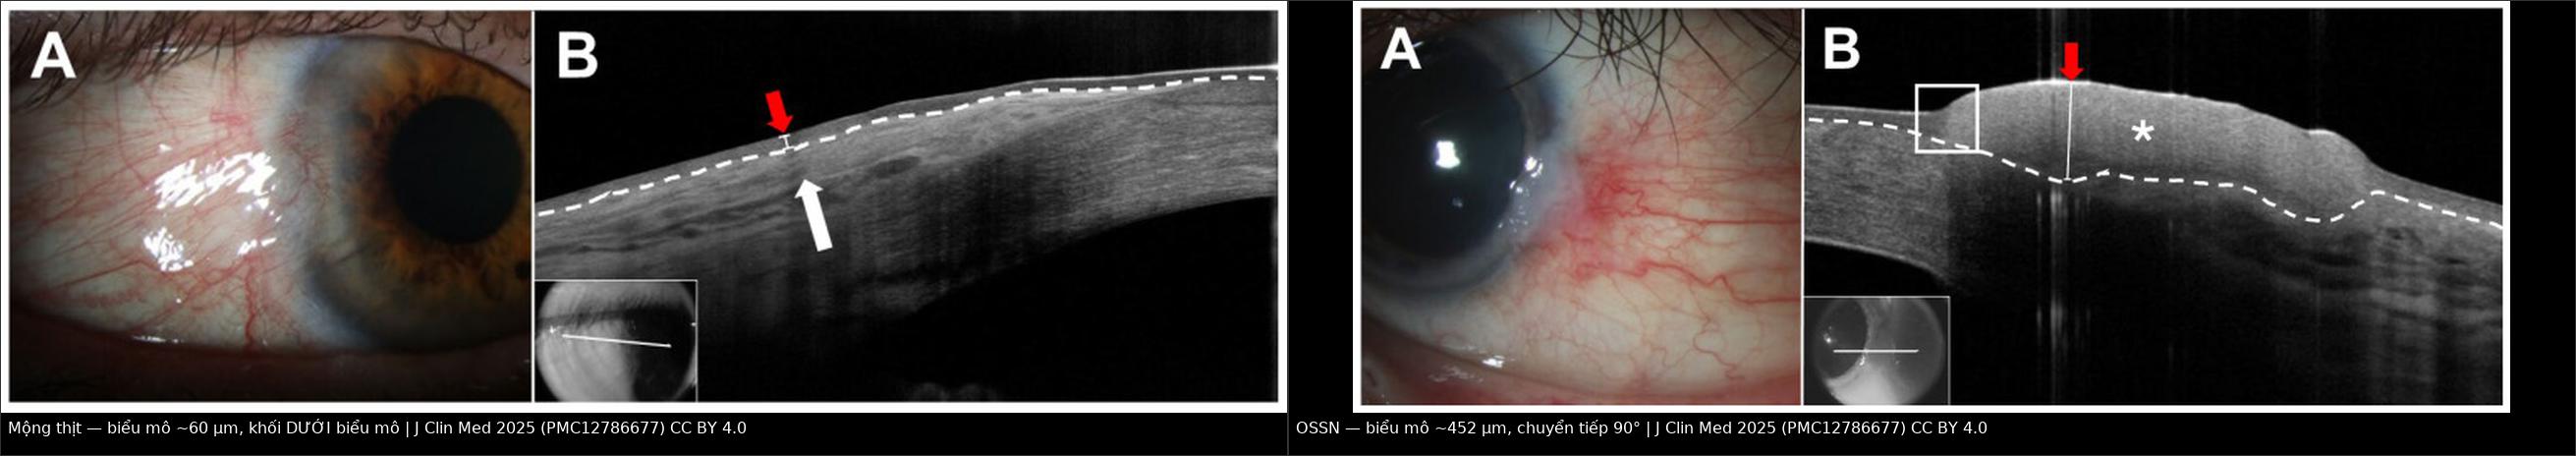 A
B
A
B
*
Mộng thịt — biểu mô ~60 μm, khối DƯỚI biểu mô | J Clin Med 2025 (PMC12786677) CC BY 4.0
OSSN — biểu mô ~452 μm, chuyển tiếp 90° | J Clin Med 2025 (PMC12786677) CC BY 4.0